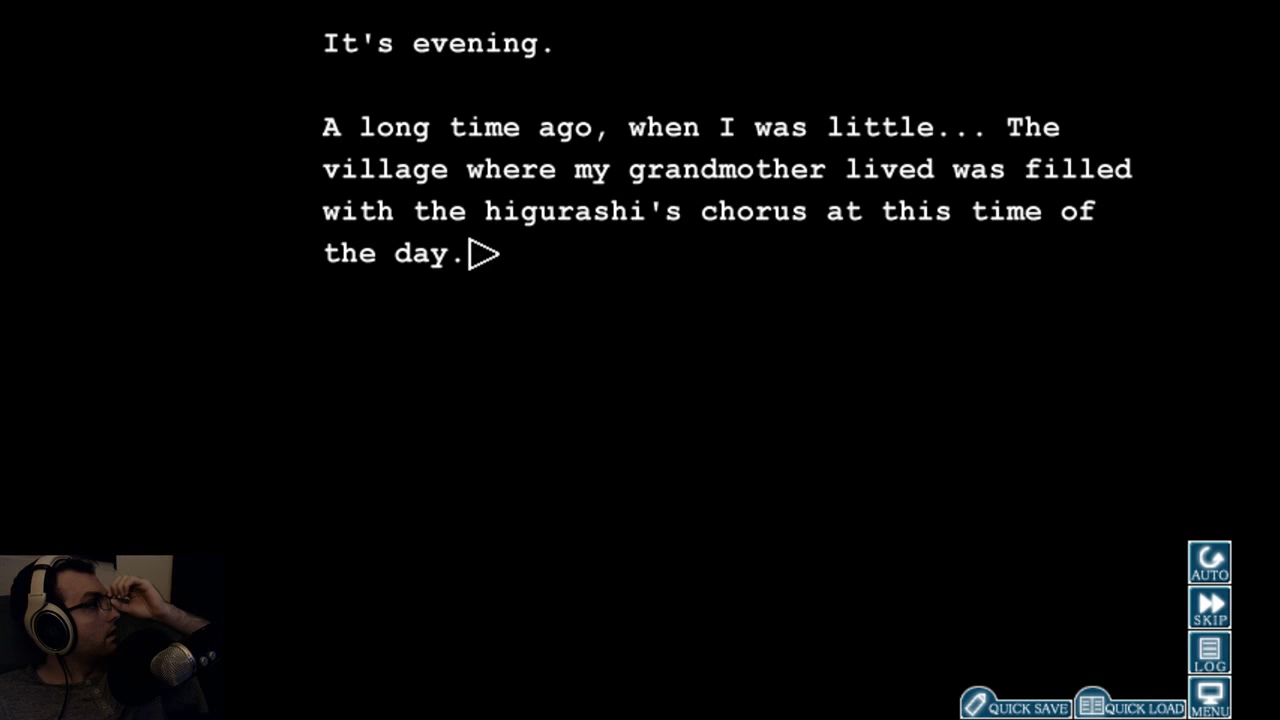 It's evening.
A long time ago, when I was little... The
village where my grandmother lived was filled
with the higurashi's chorus at this time of
the day.
AUTO
SKIP
LOG
QUICK SAVE
QUICK LOAD
MENU